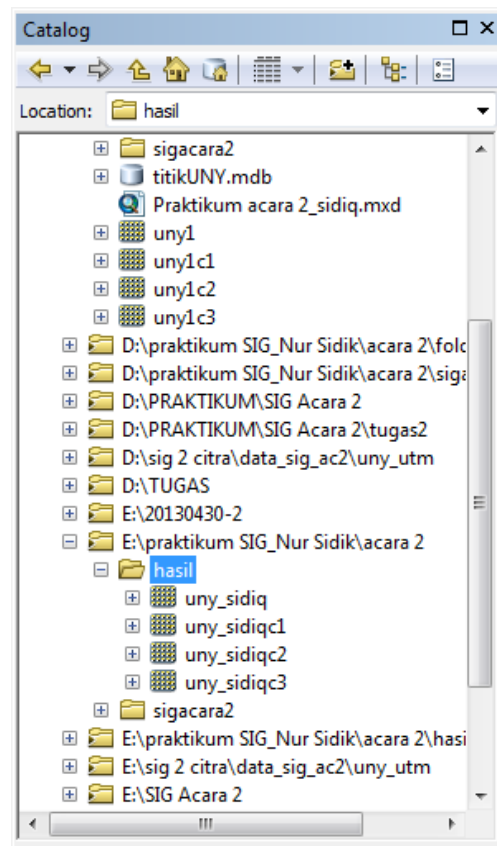 Catalog
Location: hasil
sigacara2
titikUNY.mdb
Praktikum acara 2_sidiq.mxd
uny1
uny1c1
uny1c2
uny1c3
D:\praktikum SIG_Nur Sidik\acara 2\folc
D:\praktikum SIG_Nur Sidik\acara 2\siga
D:\PRAKTIKUM\SIG Acara 2
D:\PRAKTIKUM\SIG Acara 2\tugas2
D:\sig 2 citra\data_sig_ac2\uny_utm
D:\TUGAS
E:\20130430-2
E:\praktikum SIG_Nur Sidik\acara 2
hasil
uny_sidiq
uny_sidiqc1
uny_sidiqc2
uny_sidiqc3
sigacara2
E:\praktikum SIG_Nur Sidik\acara 2\hasi
E:\sig 2 citra\data_sig_ac2\uny_utm
E:\SIG Acara 2